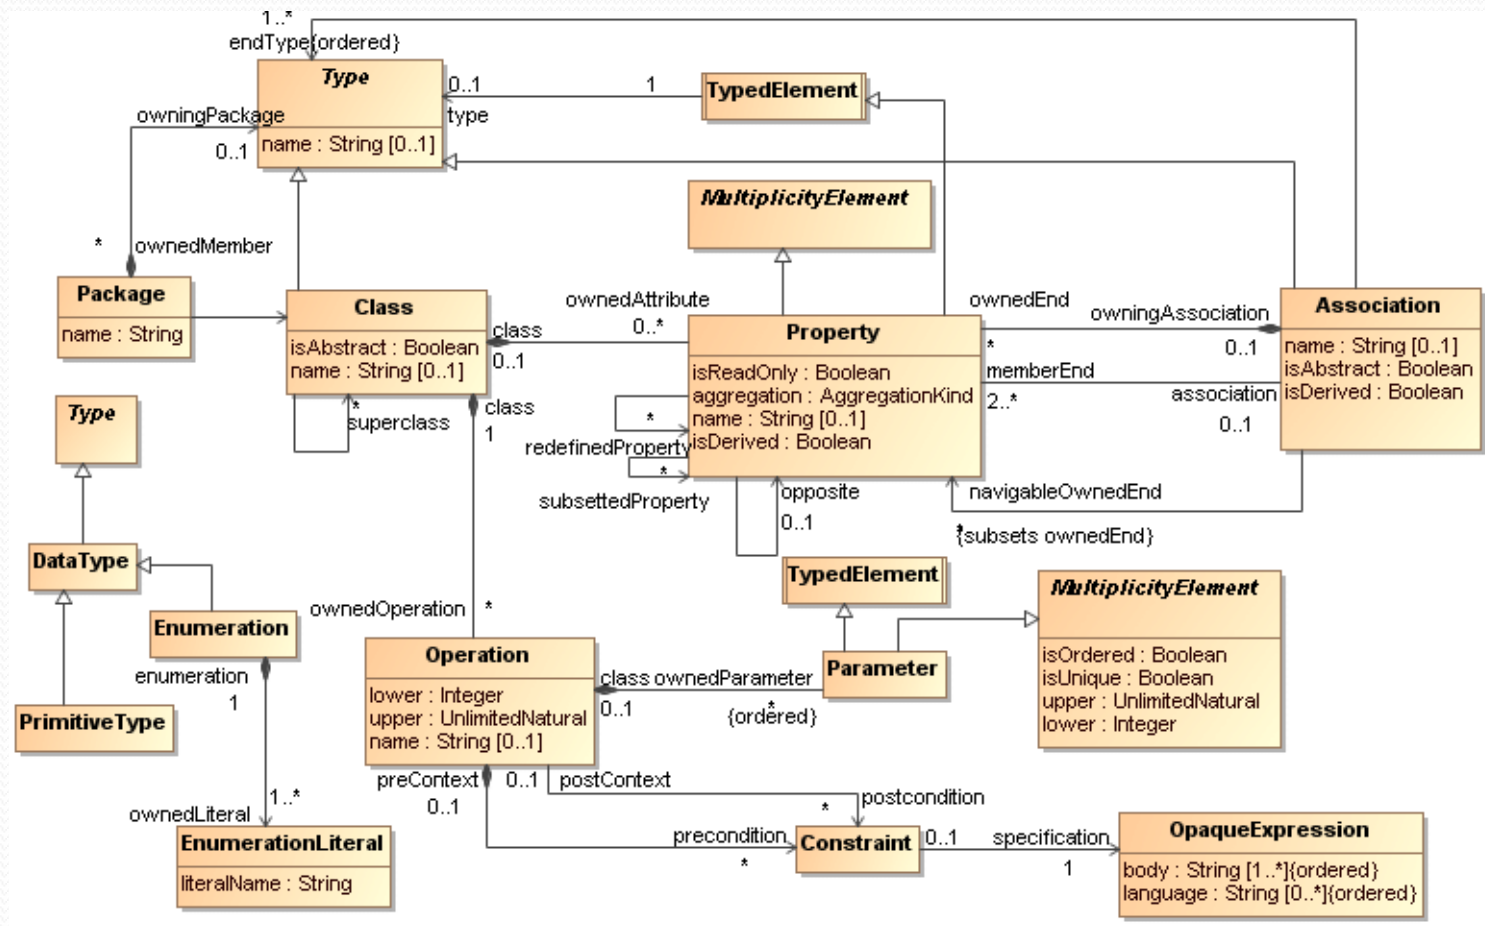 1..*
endType{ordered}
Type
name : String [0..1]
0..1
type
1
TypedElement
owningPackage
0..1
MultiplicityElement
*
ownedMember
Package
name : String
Class
isAbstract : Boolean
name : String [0..1]
class
0..1
ownedAttribute
0..*
Property
isReadOnly : Boolean
aggregation : AggregationKind
name : String [0..1]
isDerived : Boolean
ownedEnd
*
owningAssociation
0..1
memberEnd
2..*
association
0..1
Association
name : String [0..1]
isAbstract : Boolean
isDerived : Boolean
*
superclass
class
1
*
redefinedProperty
*
subsettedProperty
opposite
0..1
navigableOwnedEnd
*
{subsets ownedEnd}
Type
DataType
Enumeration
enumeration
1
PrimitiveType
1..*
ownedLiteral
EnumerationLiteral
literalName : String
ownedOperation
*
Operation
lower : Integer
upper : UnlimitedNatural
name : String [0..1]
class
0..1
ownedParameter
*
{ordered}
TypedElement
Parameter
MultiplicityElement
isOrdered : Boolean
isUnique : Boolean
upper : UnlimitedNatural
lower : Integer
preContext
0..1
0..1
postContext
*
postcondition
precondition
*
Constraint
0..1
specification
1
OpaqueExpression
body : String [1..*]{ordered}
language : String [0..*]{ordered}